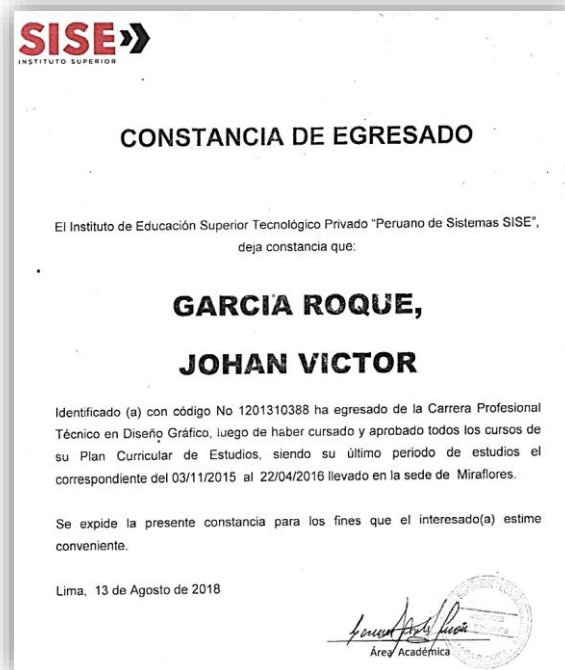 SISE
INSTITUTO SUPERIOR
CONSTANCIA DE EGRESADO
El Instituto de Educación Superior Tecnológico Privado "Peruano de Sistemas SISE",
deja constancia que:
GARCIA ROQUE,
JOHAN VICTOR
Identificado (a) con código No 1201310388 ha egresado de la Carrera Profesional
Técnico en Diseño Gráfico, luego de haber cursado y aprobado todos los cursos de
su Plan Curricular de Estudios, siendo su último periodo de estudios el
correspondiente del 03/11/2015 al 22/04/2016 llevado en la sede de Miraflores.
Se expide la presente constancia para los fines que el interesado(a) estime
conveniente.
Lima, 13 de Agosto de 2018
Área Académica